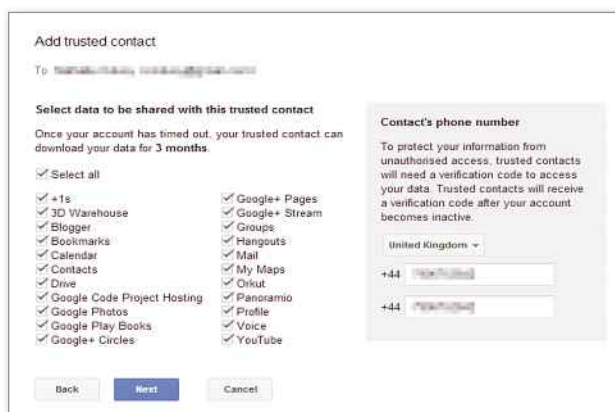 Add trusted contact
To
Select data to be shared with this trusted contact
Once your account has timed out, your trusted contact can
download your data for 3 months.
Select all
+1s
3D Warehouse
Blogger
Bookmarks
Calendar
Contacts
Drive
Google Code Project Hosting
Google Photos
Google Play Books
Google+ Circles
Google+ Pages
Google+ Stream
Groups
Hangouts
Mail
My Maps
Orkut
Panoramio
Profile
Voice
YouTube
Contact's phone number
To protect your information from
unauthorised access, trusted contacts
will need a verification code to access
your data. Trusted contacts will receive
a verification code after your account
becomes inactive.
United Kingdom
+44
+44
Back
Next
Cancel